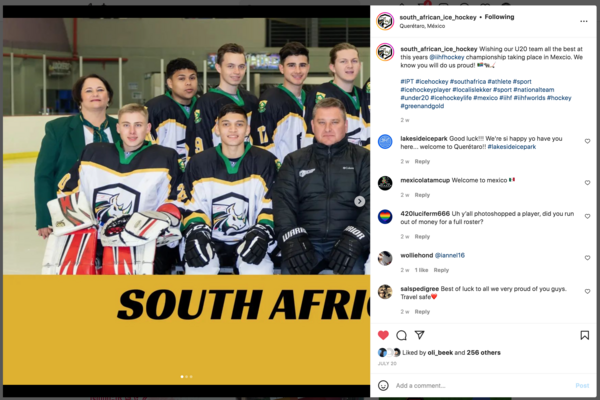 south_african_ice_hockey • Following
Querétaro, México
south_african_ice_hockey Wishing our U20 team all the best at
this years @iihfhockey championship taking place in Mexcio. We
know you will do us proud!
#IPT #icehockey #southafrica #athlete #sport
#icehockeyplayer #localislekker #sport #nationalteam
#under20 #icehockeylife #mexico #iihf #iihfworlds #hockey
#greenandgold
2 w
lakesideicepark Good luck!!! We're si happy yo have you
here... welcome to Querétaro!! #lakesideicepark
2 w Reply
mexicolatamcup Welcome to mexico
2 w Reply
420luciferm666 Uh y'all photoshopped a player, did you run
out of money for a full roster?
2 w Reply
wolliehond @iannel16
2 w 1 like Reply
salspedigree Best of luck to all we very proud of you guys.
Travel safe
2 w Reply
Liked by oli_beek and 256 others
JULY 20
Add a comment...
Post
WARRIOR
SOUTH AFRIC